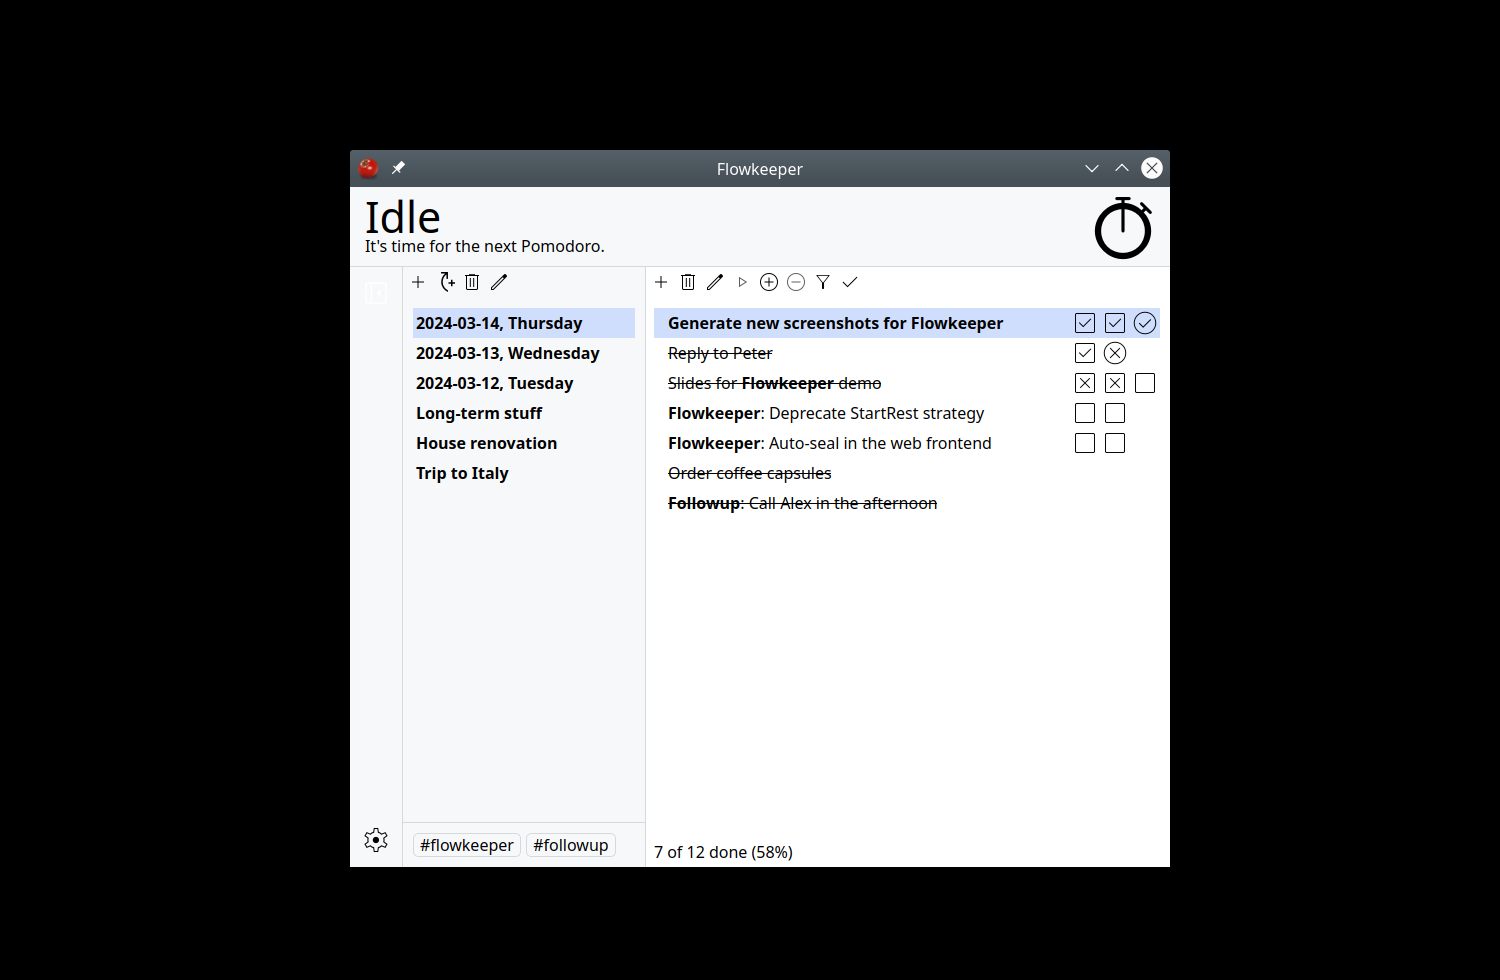 Flowkeeper
Idle
It's time for the next Pomodoro.
2024-03-14, Thursday
2024-03-13, Wednesday
2024-03-12, Tuesday
Long-term stuff
House renovation
Trip to Italy
#flowkeeper #followup
Generate new screenshots for Flowkeeper
Reply to Peter
Slides for Flowkeeper demo
Flowkeeper: Deprecate StartRest strategy
Flowkeeper: Auto-seal in the web frontend
Order coffee capsules
Followup: Call Alex in the afternoon
7 of 12 done (58%)